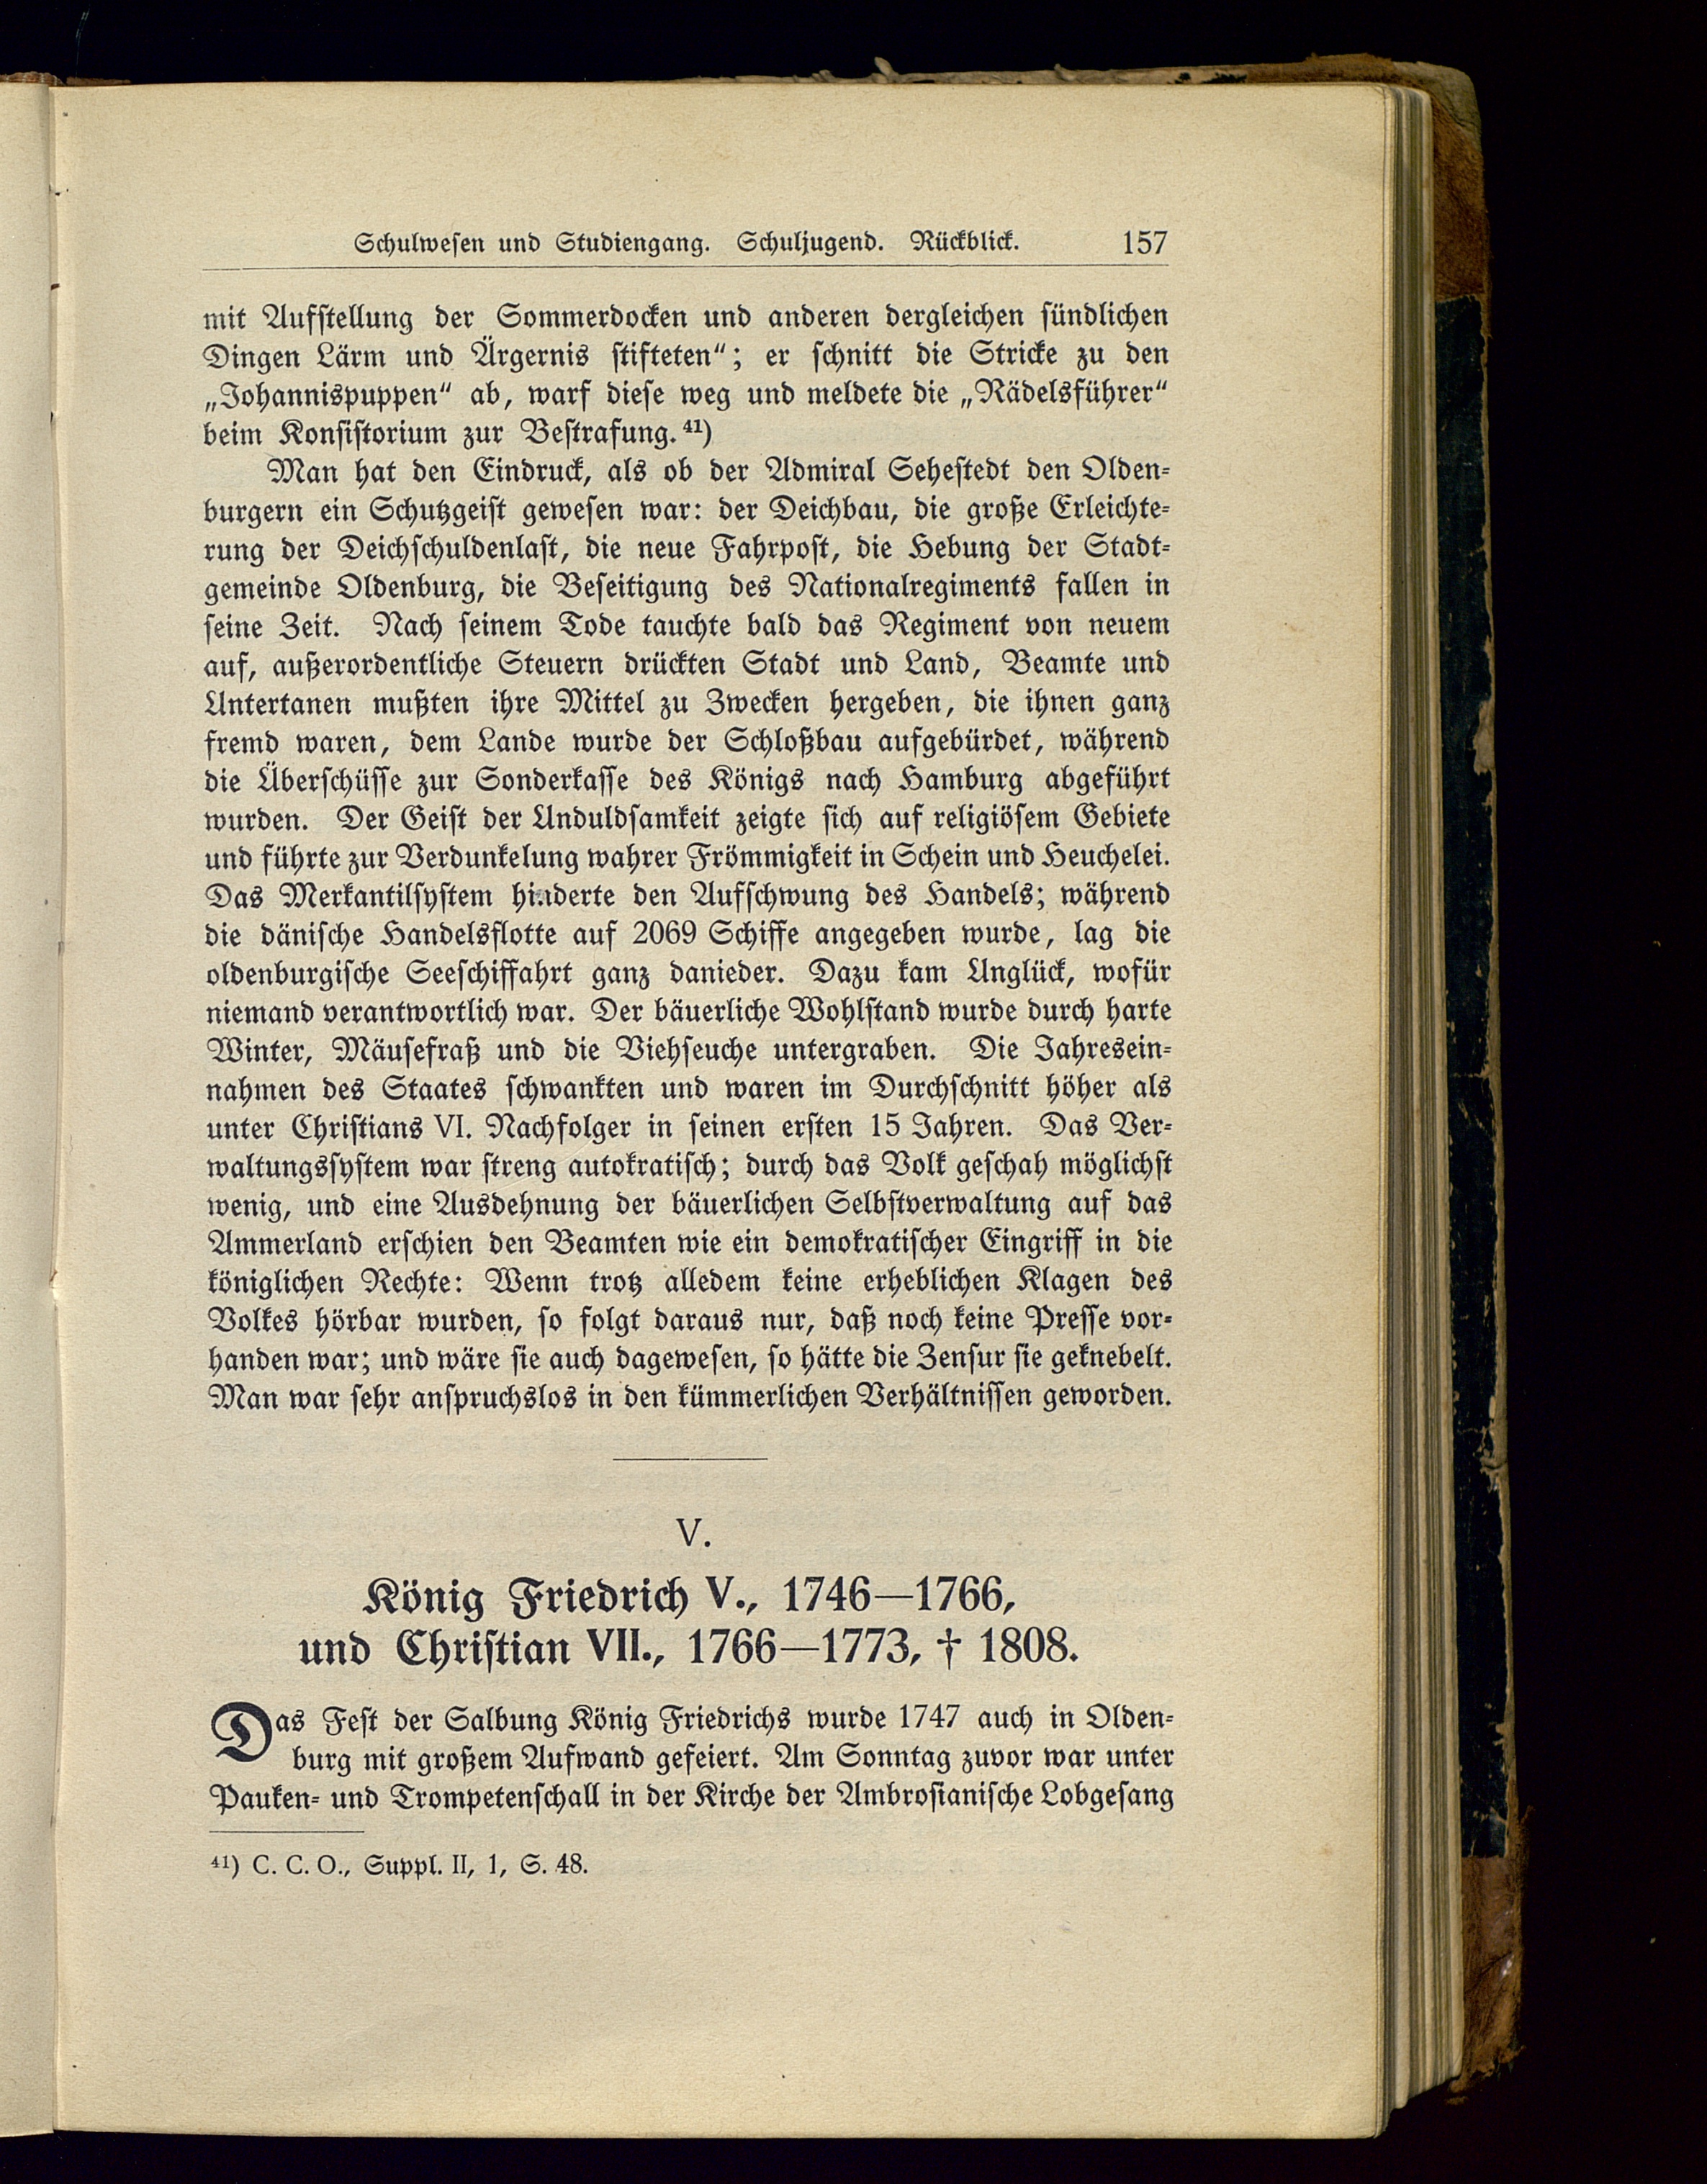 Schulwesen und Studiengang. Schuljugend. Rückblick. 157
mit Aufstellung der Sommerdocken und anderen dergleichen sündlichen
Dingen Lärm und Ärgernis stifteten“; er schnitt die Stricke zu den
„Johannispuppen“ ab, warf diese weg und meldete die „Rädelsführer“
beim Konsistorium zur Bestrafung.⁴¹)
Man hat den Eindruck, als ob der Admiral Sehestedt den Olden-
burgern ein Schutzgeist gewesen war: der Deichbau, die große Erleichte-
rung der Deichschuldenlast, die neue Fahrpost, die Hebung der Stadt-
gemeinde Oldenburg, die Beseitigung des Nationalregiments fallen in
seine Zeit. Nach seinem Tode tauchte bald das Regiment von neuem
auf, außerordentliche Steuern drückten Stadt und Land, Beamte und
Untertanen mußten ihre Mittel zu Zwecken hergeben, die ihnen ganz
fremd waren, dem Lande wurde der Schloßbau aufgebürdet, während
die Überschüsse zur Sonderkasse des Königs nach Hamburg abgeführt
wurden. Der Geist der Unduldsamkeit zeigte sich auf religiösem Gebiete
und führte zur Verdunkelung wahrer Frömmigkeit in Schein und Heuchelei.
Das Merkantilsystem hinderte den Aufschwung des Handels; während
die dänische Handelsflotte auf 2069 Schiffe angegeben wurde, lag die
oldenburgische Seeschiffahrt ganz danieder. Dazu kam Unglück, wofür
niemand verantwortlich war. Der bäuerliche Wohlstand wurde durch harte
Winter, Mäusefraß und die Viehseuche untergraben. Die Jahresein-
nahmen des Staates schwankten und waren im Durchschnitt höher als
unter Christians VI. Nachfolger in seinen ersten 15 Jahren. Das Ver-
waltungssystem war streng autokratisch; durch das Volk geschah möglichst
wenig, und eine Ausdehnung der bäuerlichen Selbstverwaltung auf das
Ammerland erschien den Beamten wie ein demokratischer Eingriff in die
königlichen Rechte: Wenn trotz alledem keine erheblichen Klagen des
Volkes hörbar wurden, so folgt daraus nur, daß noch keine Presse vor-
handen war; und wäre sie auch dagewesen, so hätte die Zensur sie geknebelt.
Man war sehr anspruchslos in den kümmerlichen Verhältnissen geworden.
V.
König Friedrich V., 1746—1766,
und Christian VII., 1766—1773, † 1808.
Das Fest der Salbung König Friedrichs wurde 1747 auch in Olden-
burg mit großem Aufwand gefeiert. Am Sonntag zuvor war unter
Pauken- und Trompetenschall in der Kirche der Ambrosianische Lobgesang
⁴¹) C. C. O., Suppl. II, 1, S. 48.